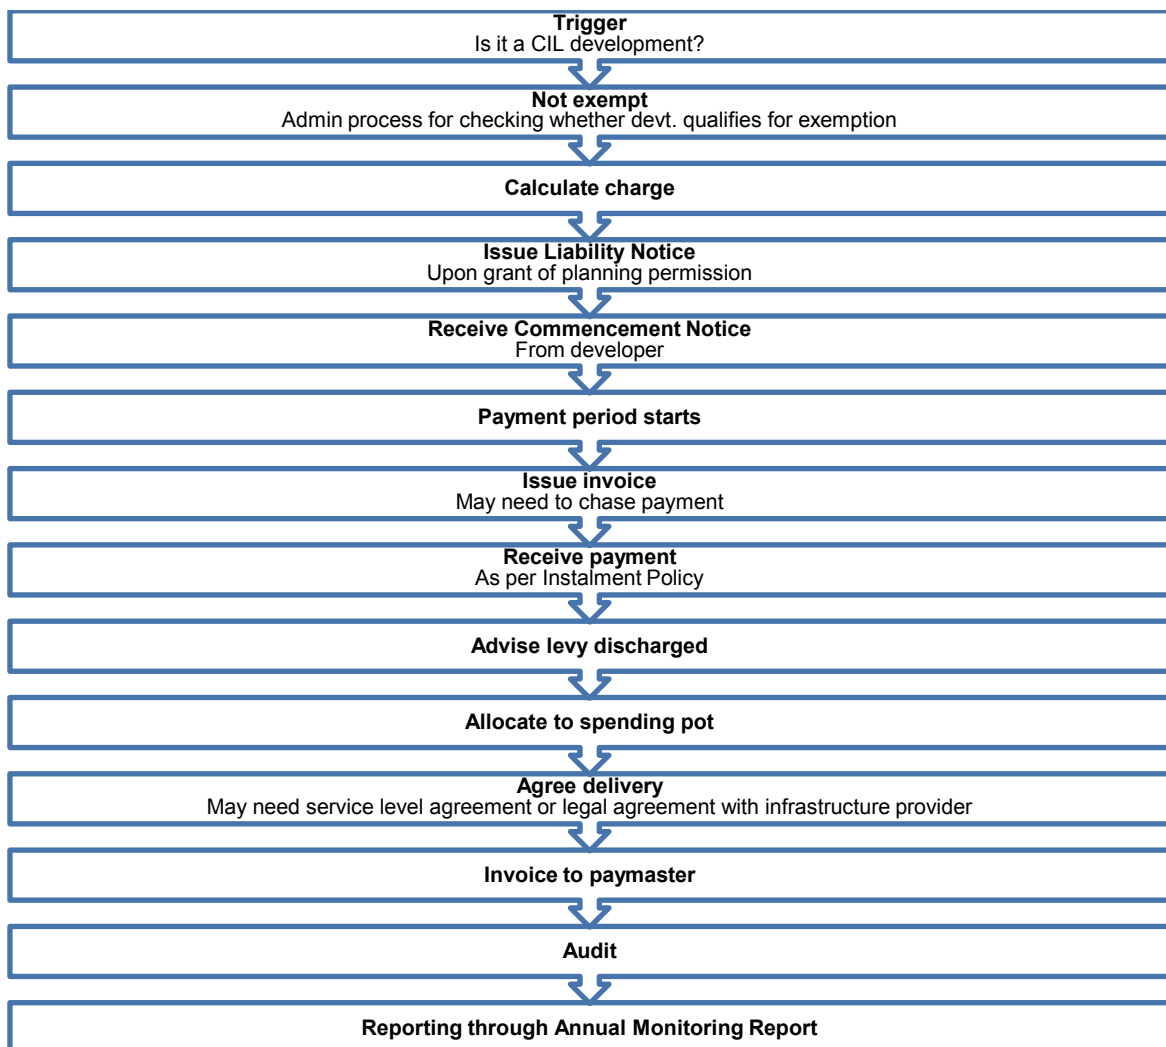 Trigger
Is it a CIL development?
Not exempt
Admin process for checking whether devt. qualifies for exemption
Calculate charge
Issue Liability Notice
Upon grant of planning permission
Receive Commencement Notice
From developer
Payment period starts
Issue invoice
May need to chase payment
Receive payment
As per Instalment Policy
Advise levy discharged
Allocate to spending pot
Agree delivery
May need service level agreement or legal agreement with infrastructure provider
Invoice to paymaster
Audit
Reporting through Annual Monitoring Report